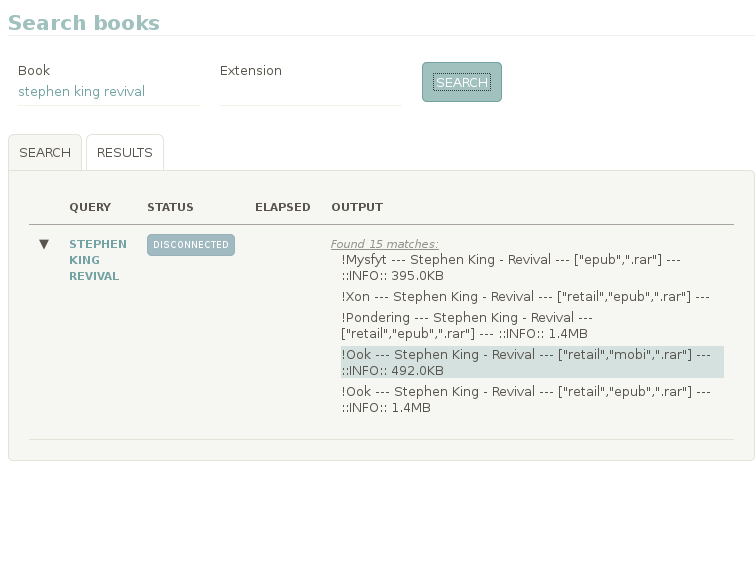 Search books
Book
Extension
stephen king revival
SEARCH
SEARCH
RESULTS
QUERY
STATUS
ELAPSED
OUTPUT
▼
STEPHEN
KING
REVIVAL
DISCONNECTED
Found 15 matches:
!Mysfyt --- Stephen King - Revival --- ["epub",".rar"] ---
::INFO:: 395.0KB
!Xon --- Stephen King - Revival --- ["retail","epub",".rar"] ---
!Pondering --- Stephen King - Revival ---
["retail","epub",".rar"] --- ::INFO:: 1.4MB
!Ook --- Stephen King - Revival --- ["retail","mobi",".rar"] ---
::INFO:: 492.0KB
!Ook --- Stephen King - Revival --- ["retail","epub",".rar"] ---
::INFO:: 1.4MB